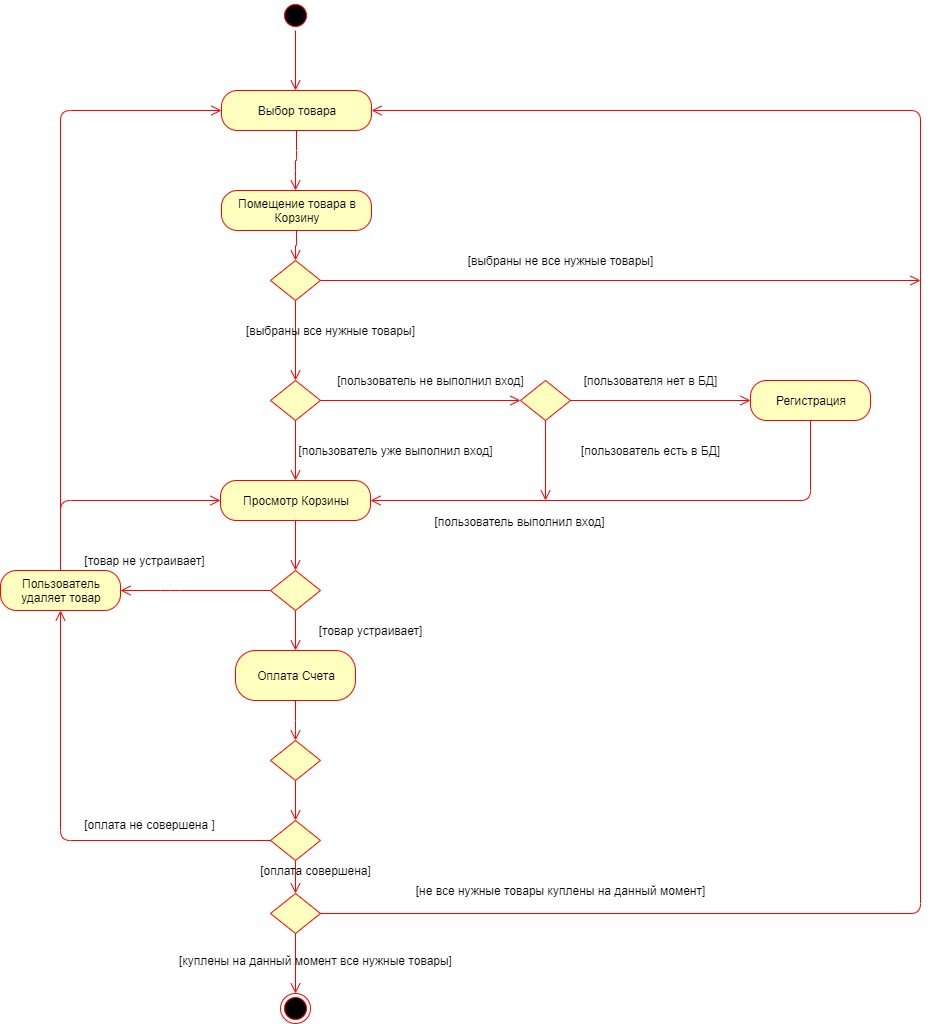 Выбор товара
Помещение товара в
Корзину
[выбраны не все нужные товары]
[выбраны все нужные товары]
[пользователь не выполнил вход]
[пользователя нет в БД]
Регистрация
[пользователь уже выполнил вход]
[пользователь есть в БД]
Просмотр Корзины
[пользователь выполнил вход]
[товар не устраивает]
Пользователь
удаляет товар
[товар устраивает]
Оплата Счета
[оплата не совершена ]
[оплата совершена]
[не все нужные товары куплены на данный момент]
[куплены на данный момент все нужные товары]